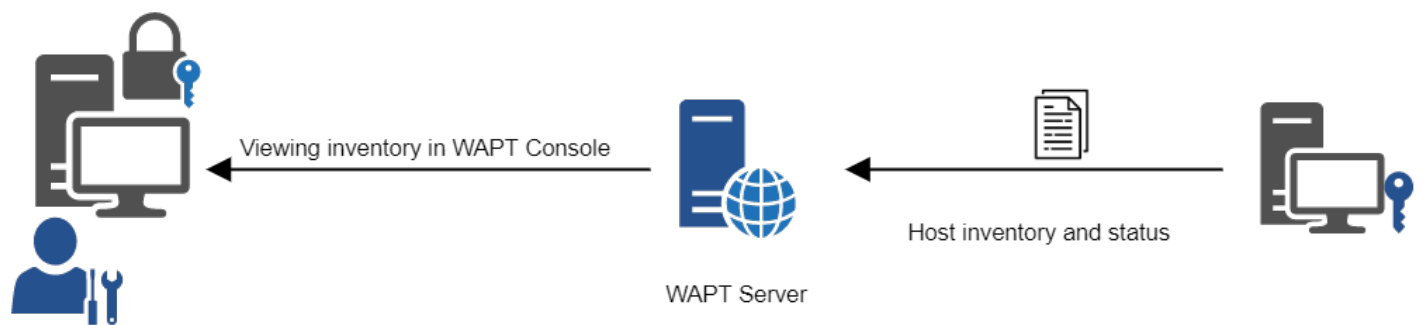 Viewing inventory in WAPT Console
Host inventory and status
WAPT Server